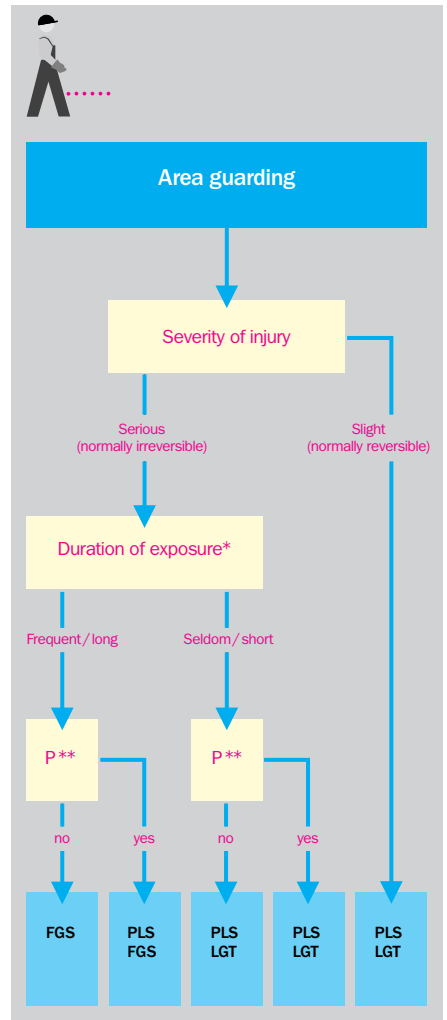 Area guarding
Severity of injury
Serious
(normally irreversible)
Slight
(normally reversible)
Duration of exposure*
Frequent/long
Seldom/short
P**
P**
no
yes
no
yes
FGS
PLS
FGS
PLS
LGT
PLS
LGT
PLS
LGT